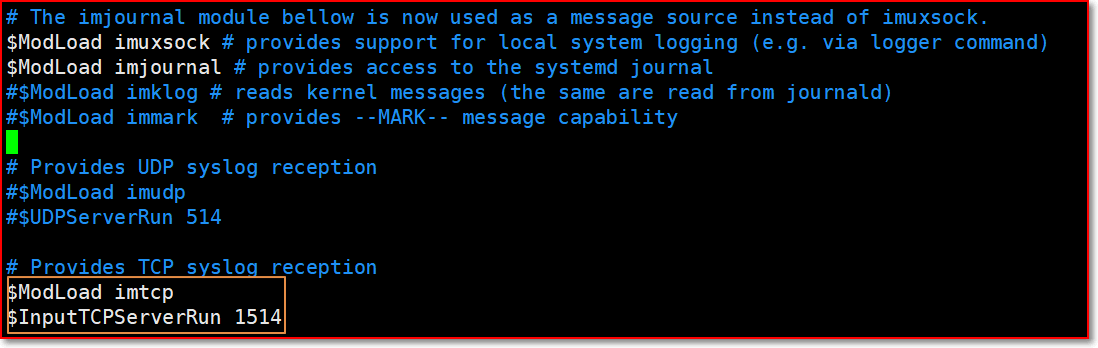 # The imjournal module bellow is now used as a message source instead of imuxsock.
$ModLoad imuxsock # provides support for local system logging (e.g. via logger command)
$ModLoad imjournal # provides access to the systemd journal
#$ModLoad imklog # reads kernel messages (the same are read from journald)
#$ModLoad immark  # provides --MARK-- message capability
# Provides UDP syslog reception
#$ModLoad imudp
#$UDPServerRun 514
# Provides TCP syslog reception
$ModLoad imtcp
$InputTCPServerRun 1514